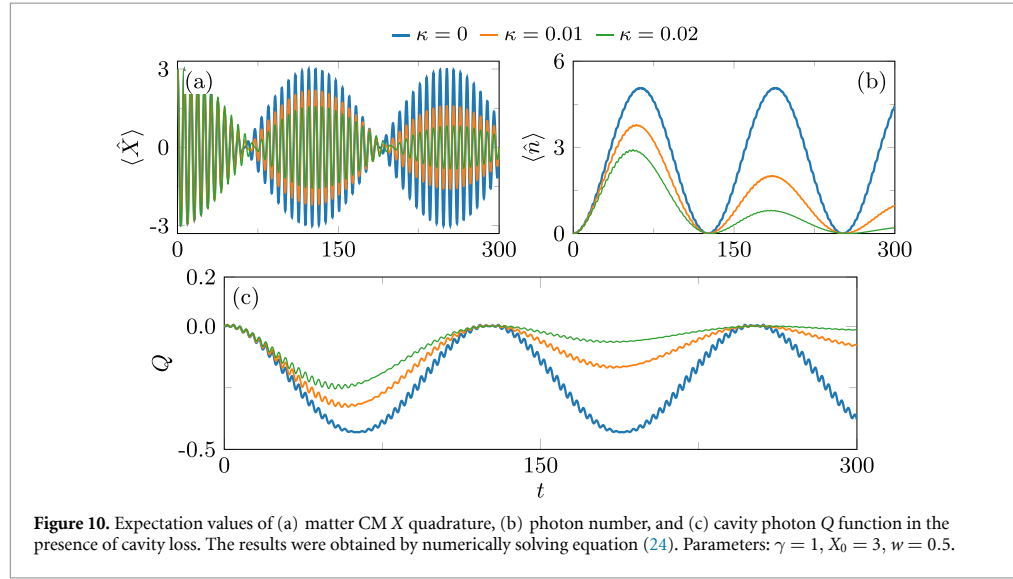 κ = 0 κ = 0.01 κ = 0.02
(a)
3
0
-3
⟨X̂⟩
0 150 300
(b)
6
3
0
⟨n̂⟩
0 150 300
(c)
0.2
0.0
-0.5
Q
0 150 300
t
Figure 10. Expectation values of (a) matter CM X quadrature, (b) photon number, and (c) cavity photon Q function in the
presence of cavity loss. The results were obtained by numerically solving equation (24). Parameters: γ = 1, X₀ = 3, w = 0.5.